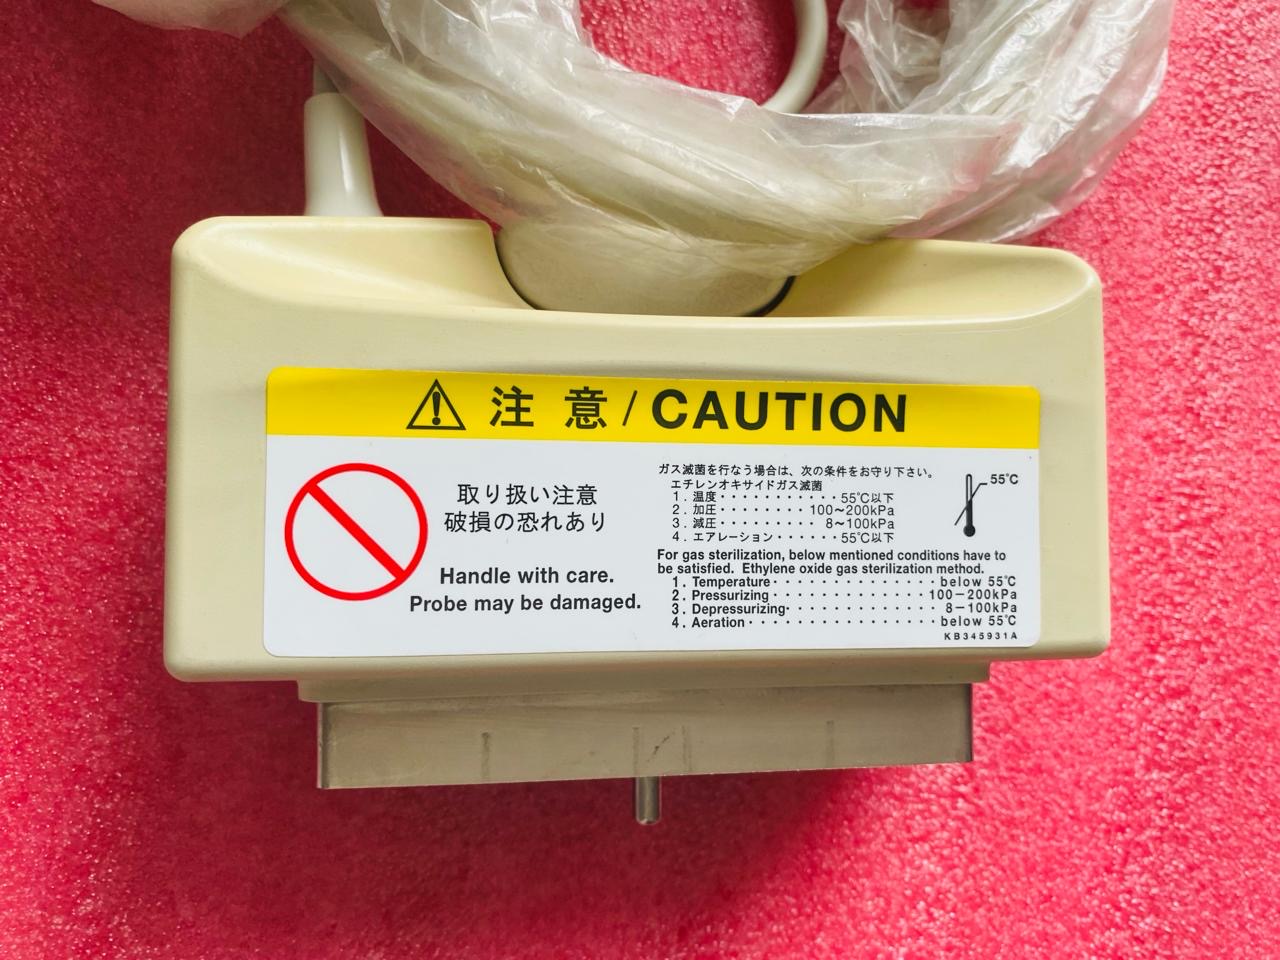 注意/CAUTION
取り扱い注意
破損の恐れあり
Handle with care.
Probe may be damaged.
ガス滅菌を行なう場合は、次の条件をお守り下さい。
エチレンオキサイドガス滅菌
1. 温度・・・・・・・・・・・55℃以下
2. 加圧・・・・・・・・100〜200kPa
3. 減圧・・・・・・・・・8〜100kPa
4. エアレーション・・・・・・55℃以下
55℃
For gas sterilization, below mentioned conditions have to
be satisfied. Ethylene oxide gas sterilization method.
1. Temperature・・・・・・・・・・・・・・below 55℃
2. Pressurizing・・・・・・・・・・・・・100－200kPa
3. Depressurizing・・・・・・・・・・・・・8－100kPa
4. Aeration・・・・・・・・・・・・・・・・below 55℃
KB345931A